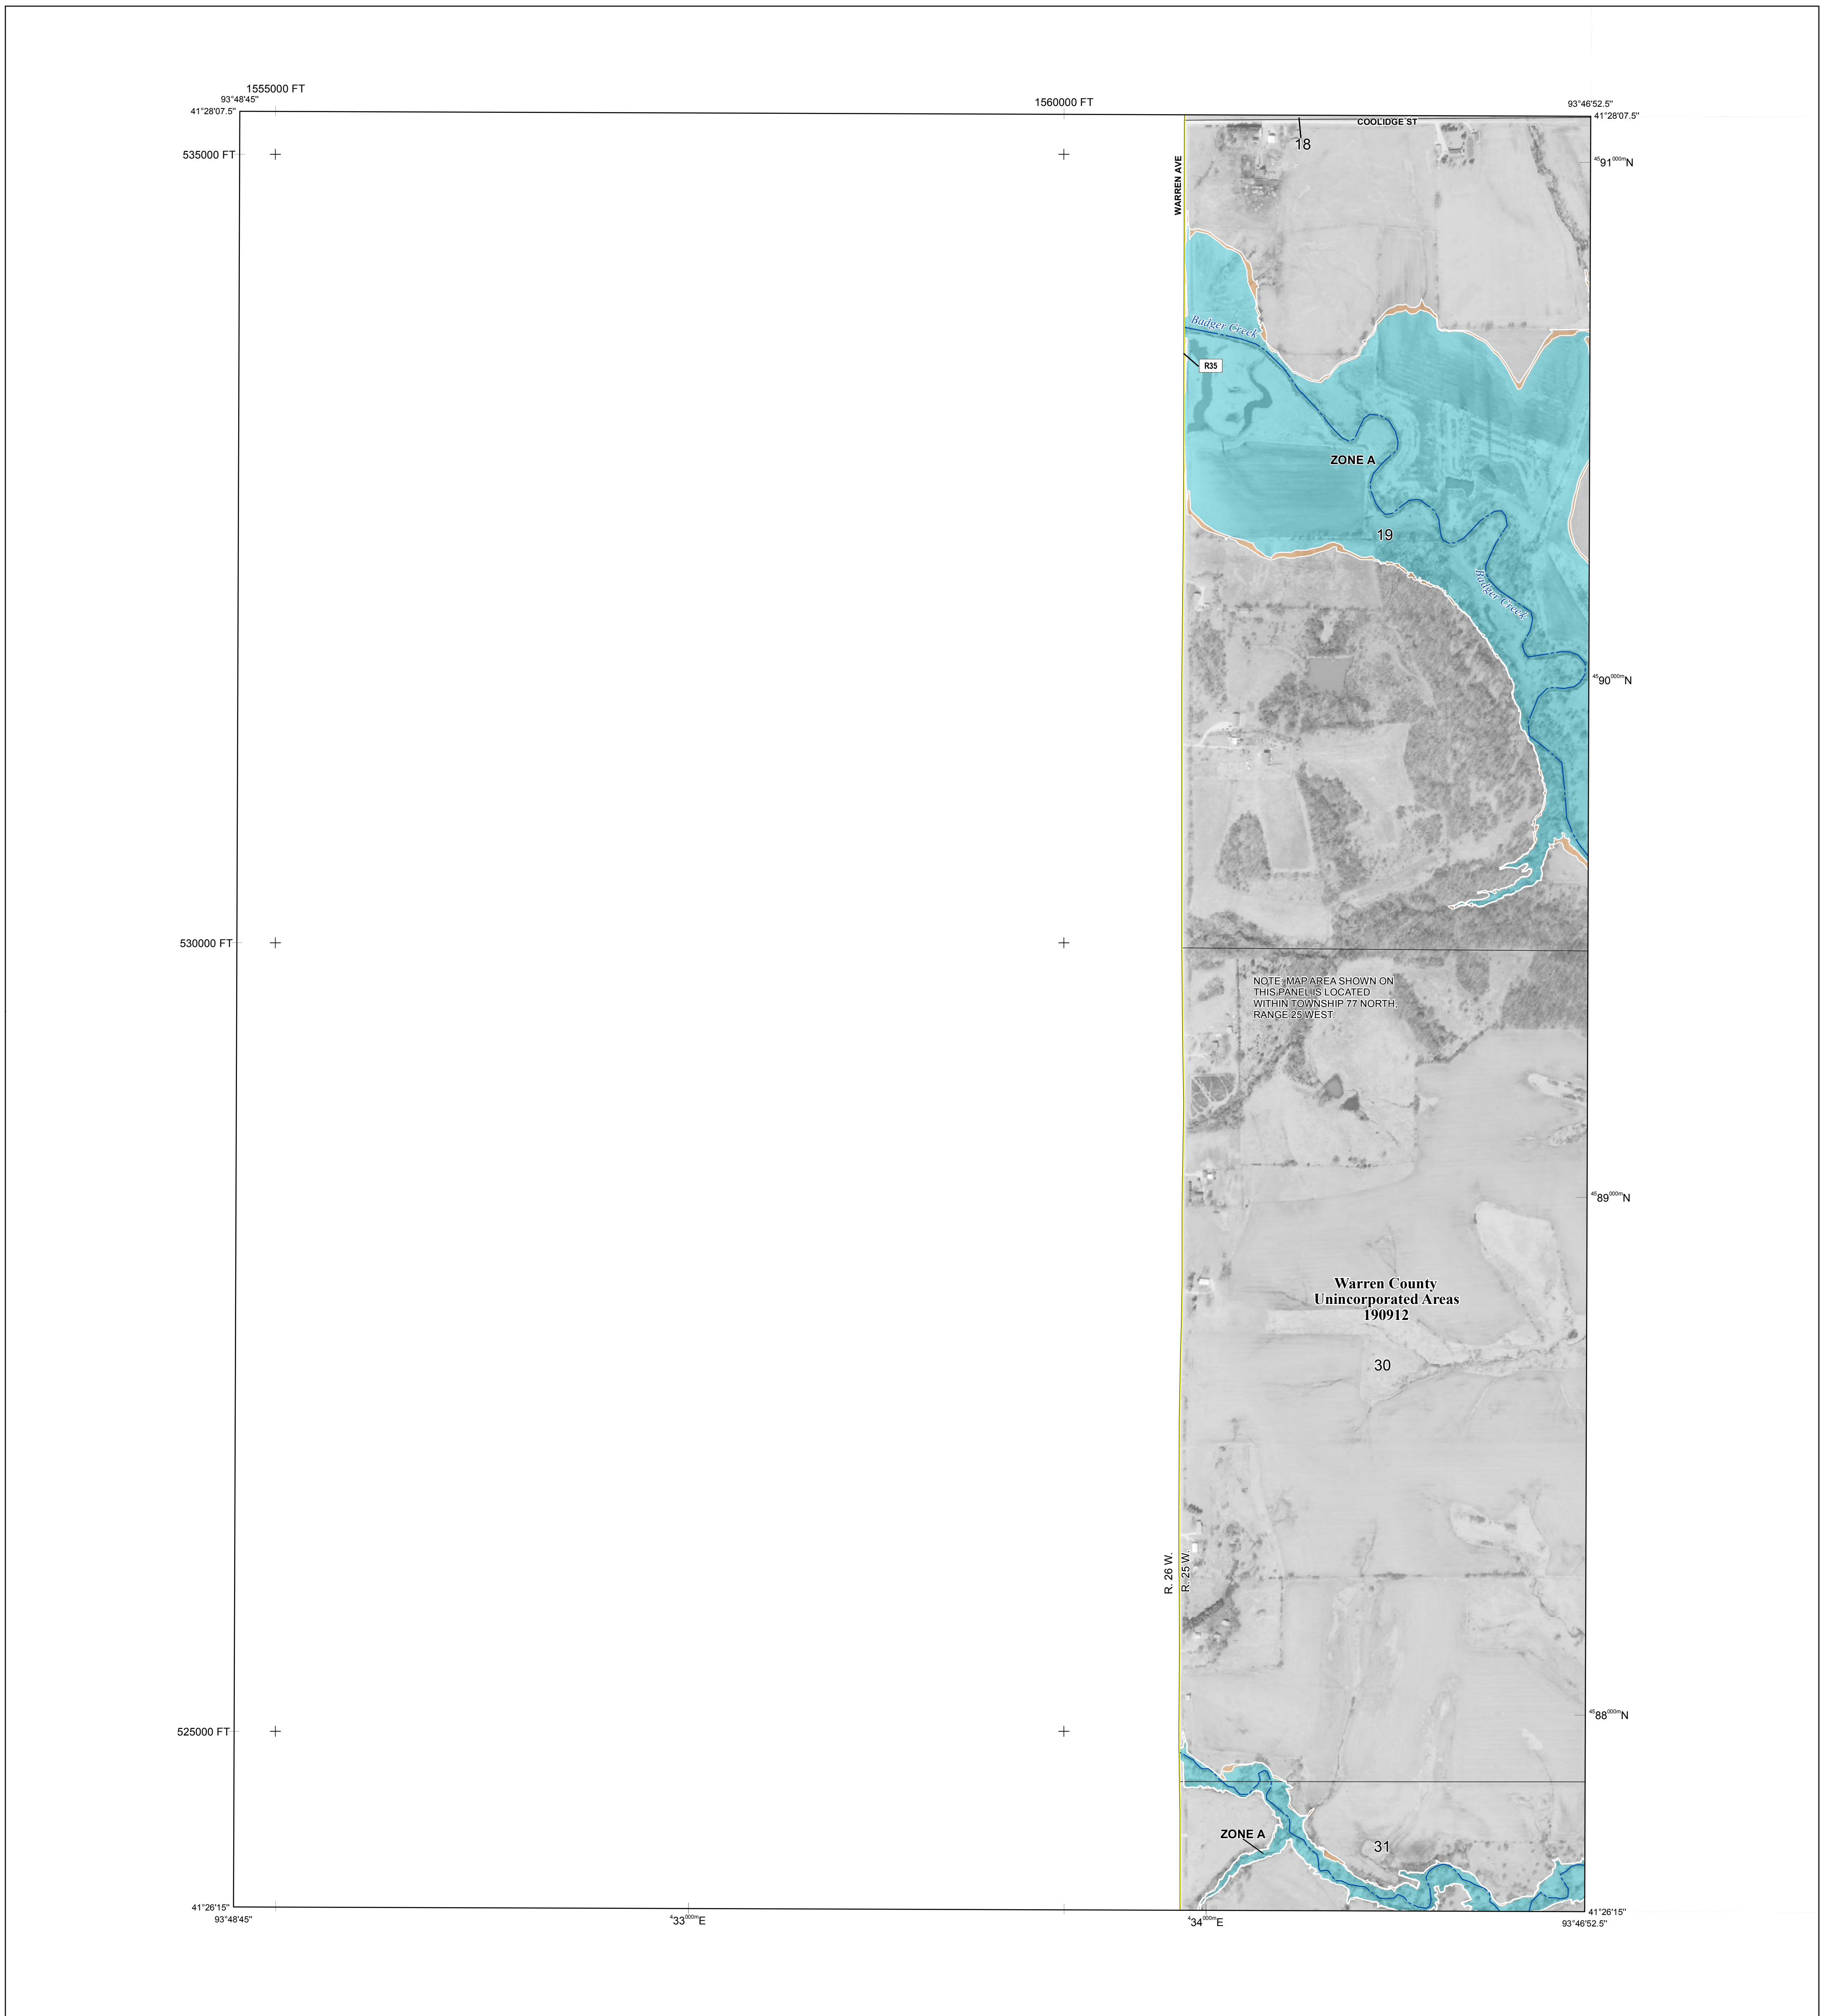 1555000 FT
93°48'45"
1560000 FT
93°46'52.5"
41°28'07.5"
41°28'07.5"
COOLIDGE ST
18
535000 FT
4591000mN
WARREN AVE
Badger Creek
R35
ZONE A
19
Badger Creek
4590000mN
530000 FT
NOTE: MAP AREA SHOWN ON
THIS PANEL IS LOCATED
WITHIN TOWNSHIP 77 NORTH,
RANGE 25 WEST.
4589000mN
Warren County
Unincorporated Areas
190912
30
R. 26 W.
R. 25 W.
4588000mN
525000 FT
ZONE A
31
41°26'15"
93°48'45"
433000mE
434000mE
41°26'15"
93°46'52.5"